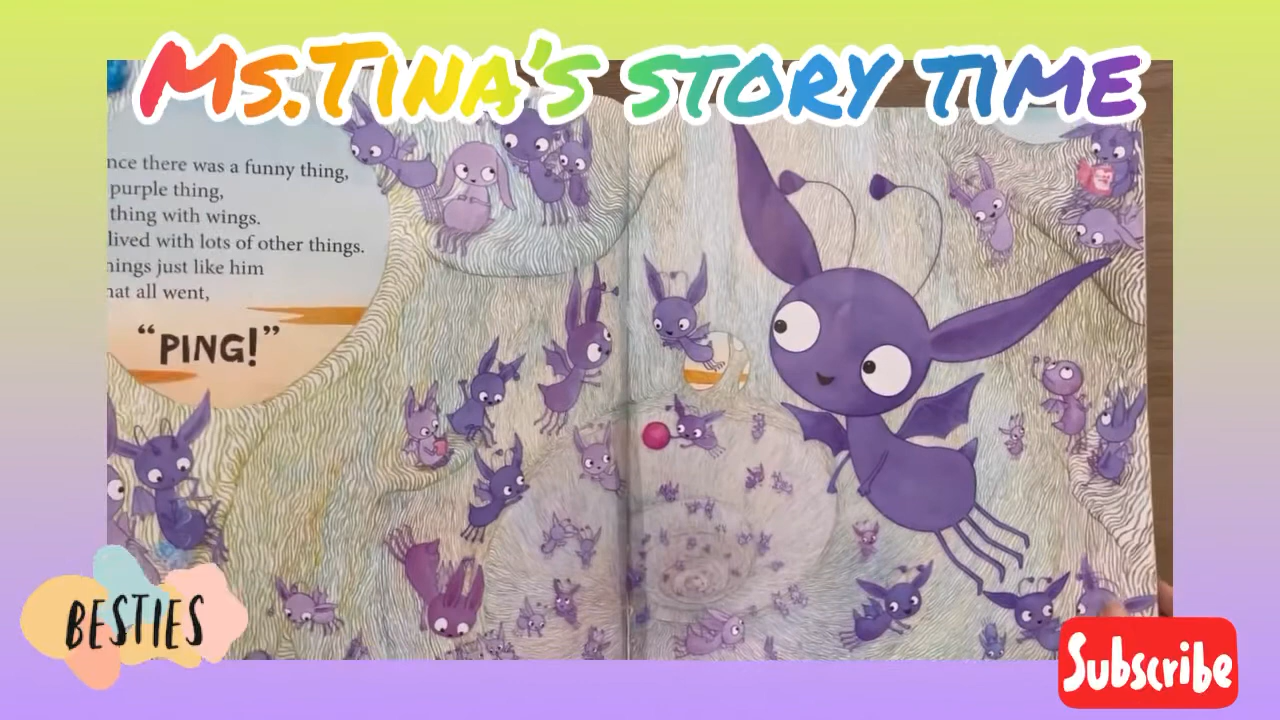 Ms.Tina's story time
nce there was a funny thing,
purple thing,
thing with wings.
lived with lots of other things.
hings just like him
hat all went,
"PING!"
BESTIES
Subscribe